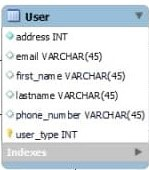 User
address INT
email VARCHAR(45)
first_name VARCHAR(45)
lastname VARCHAR(45)
phone_number VARCHAR(45)
user_type INT
Indexes